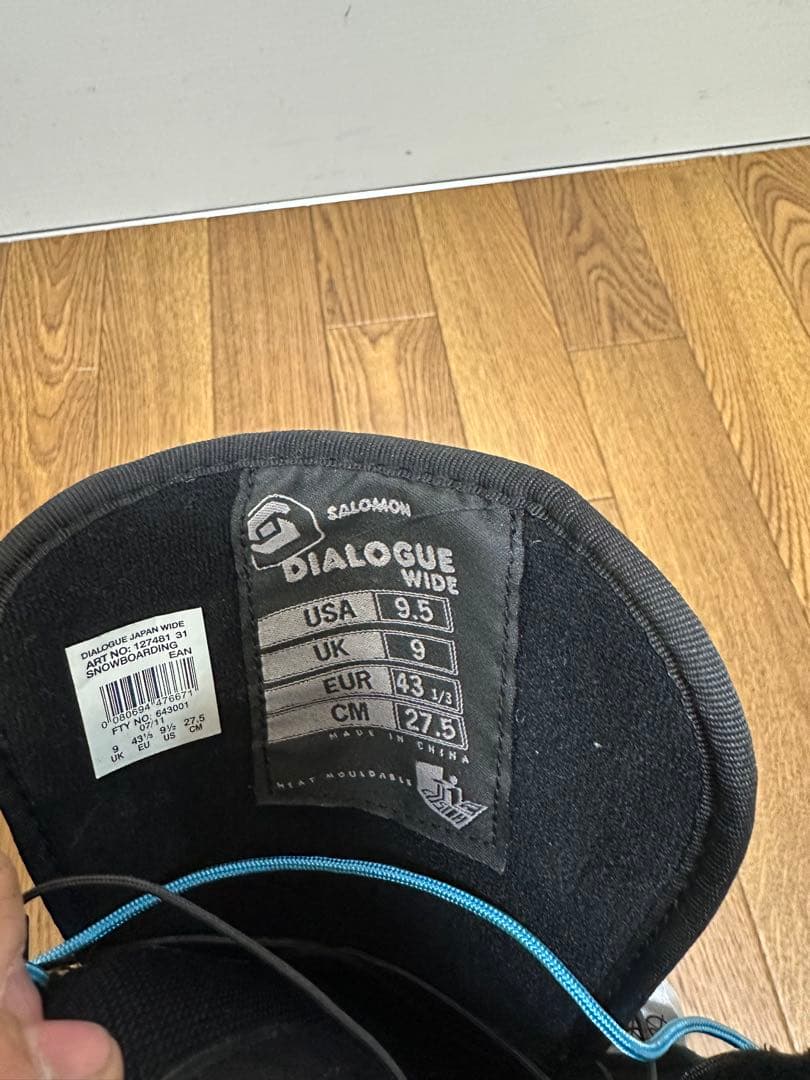 SALOMON
DIALOGUE
WIDE
USA 9.5
UK 9
EUR 43 1/3
CM 27.5
MADE IN CHINA
HEAT MOULDABLE
DIALOGUE JAPAN WIDE
ART NO: 127481 31
SNOWBOARDING
EAN
0 080694 476671
FTY NO. 643001
07/11
9 43⅓ 9½ 27.5
UK EU US CM